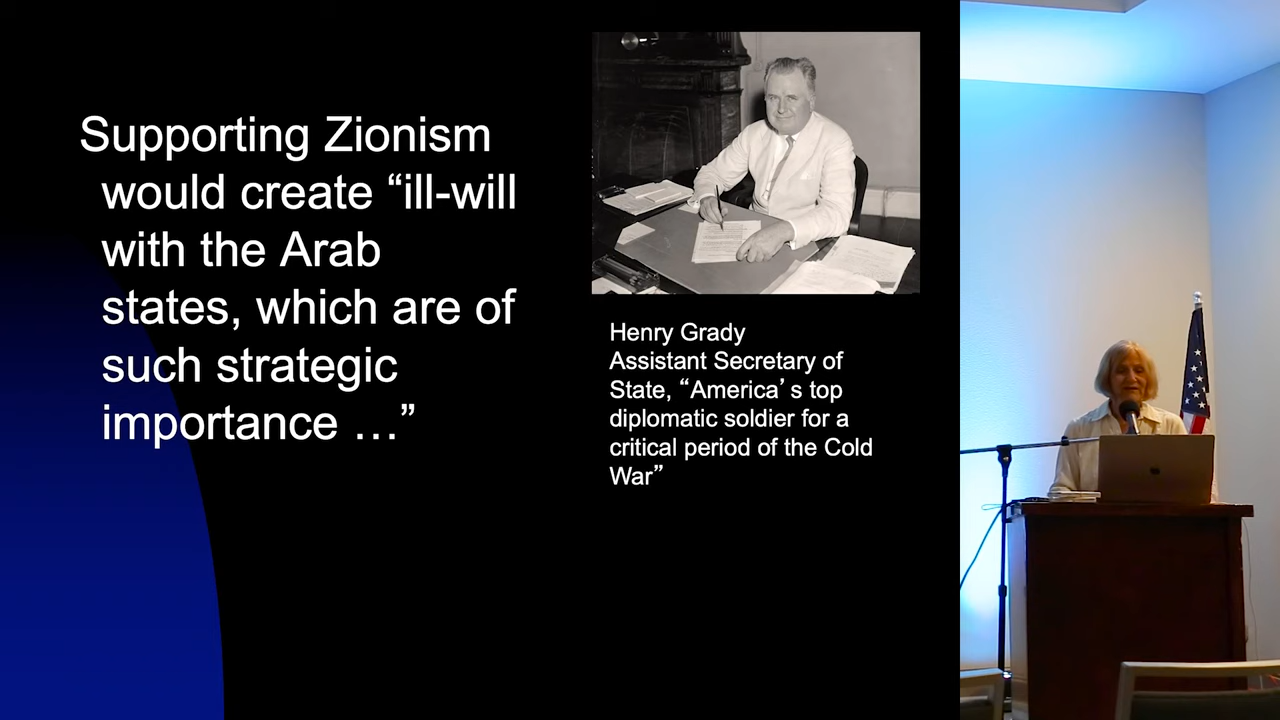 Supporting Zionism
would create “ill-will
with the Arab
states, which are of
such strategic
importance …”
Henry Grady
Assistant Secretary of
State, “America’s top
diplomatic soldier for a
critical period of the Cold
War”